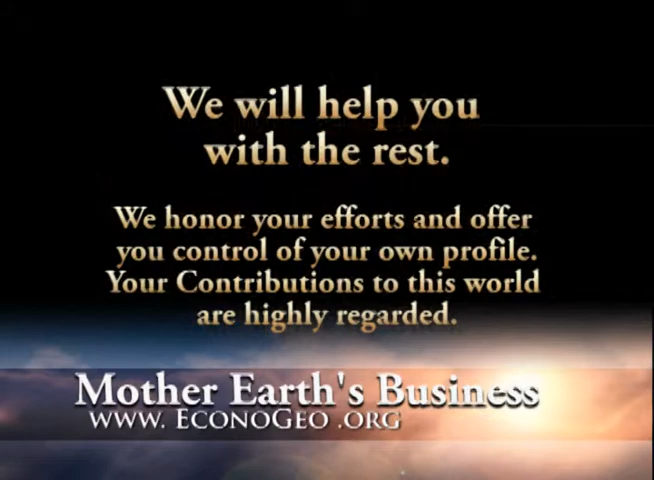 We will help you
with the rest.
We honor your efforts and offer
you control of your own profile.
Your Contributions to this world
are highly regarded.
Mother Earth's Business
www. EconoGeo .org